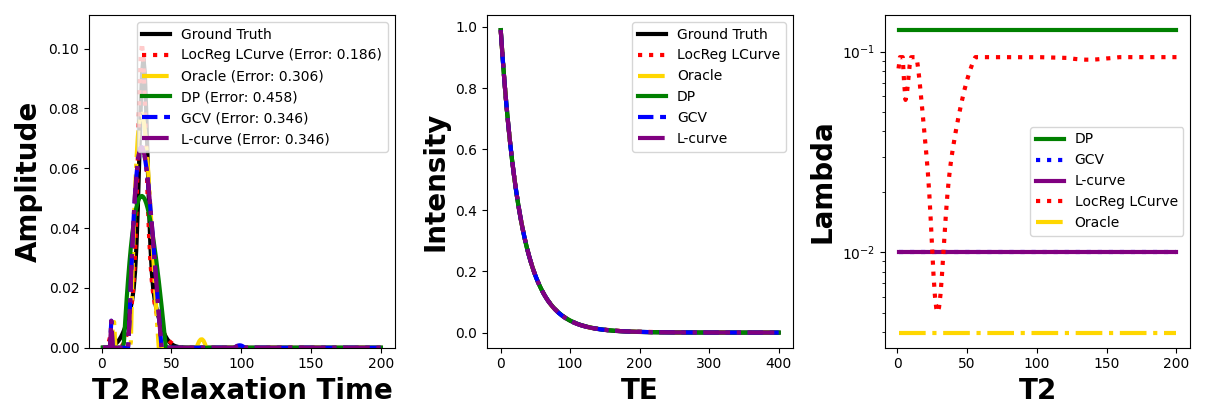 Amplitude
0.10
0.08
0.06
0.04
0.02
0.00
Ground Truth
LocReg LCurve (Error: 0.186)
Oracle (Error: 0.306)
DP (Error: 0.458)
GCV (Error: 0.346)
L-curve (Error: 0.346)
0 50 100 150 200
T2 Relaxation Time
Intensity
1.0
0.8
0.6
0.4
0.2
0.0
Ground Truth
LocReg LCurve
Oracle
DP
GCV
L-curve
0 100 200 300 400
TE
Lambda
10⁻¹
10⁻²
DP
GCV
L-curve
LocReg LCurve
Oracle
0 50 100 150 200
T2